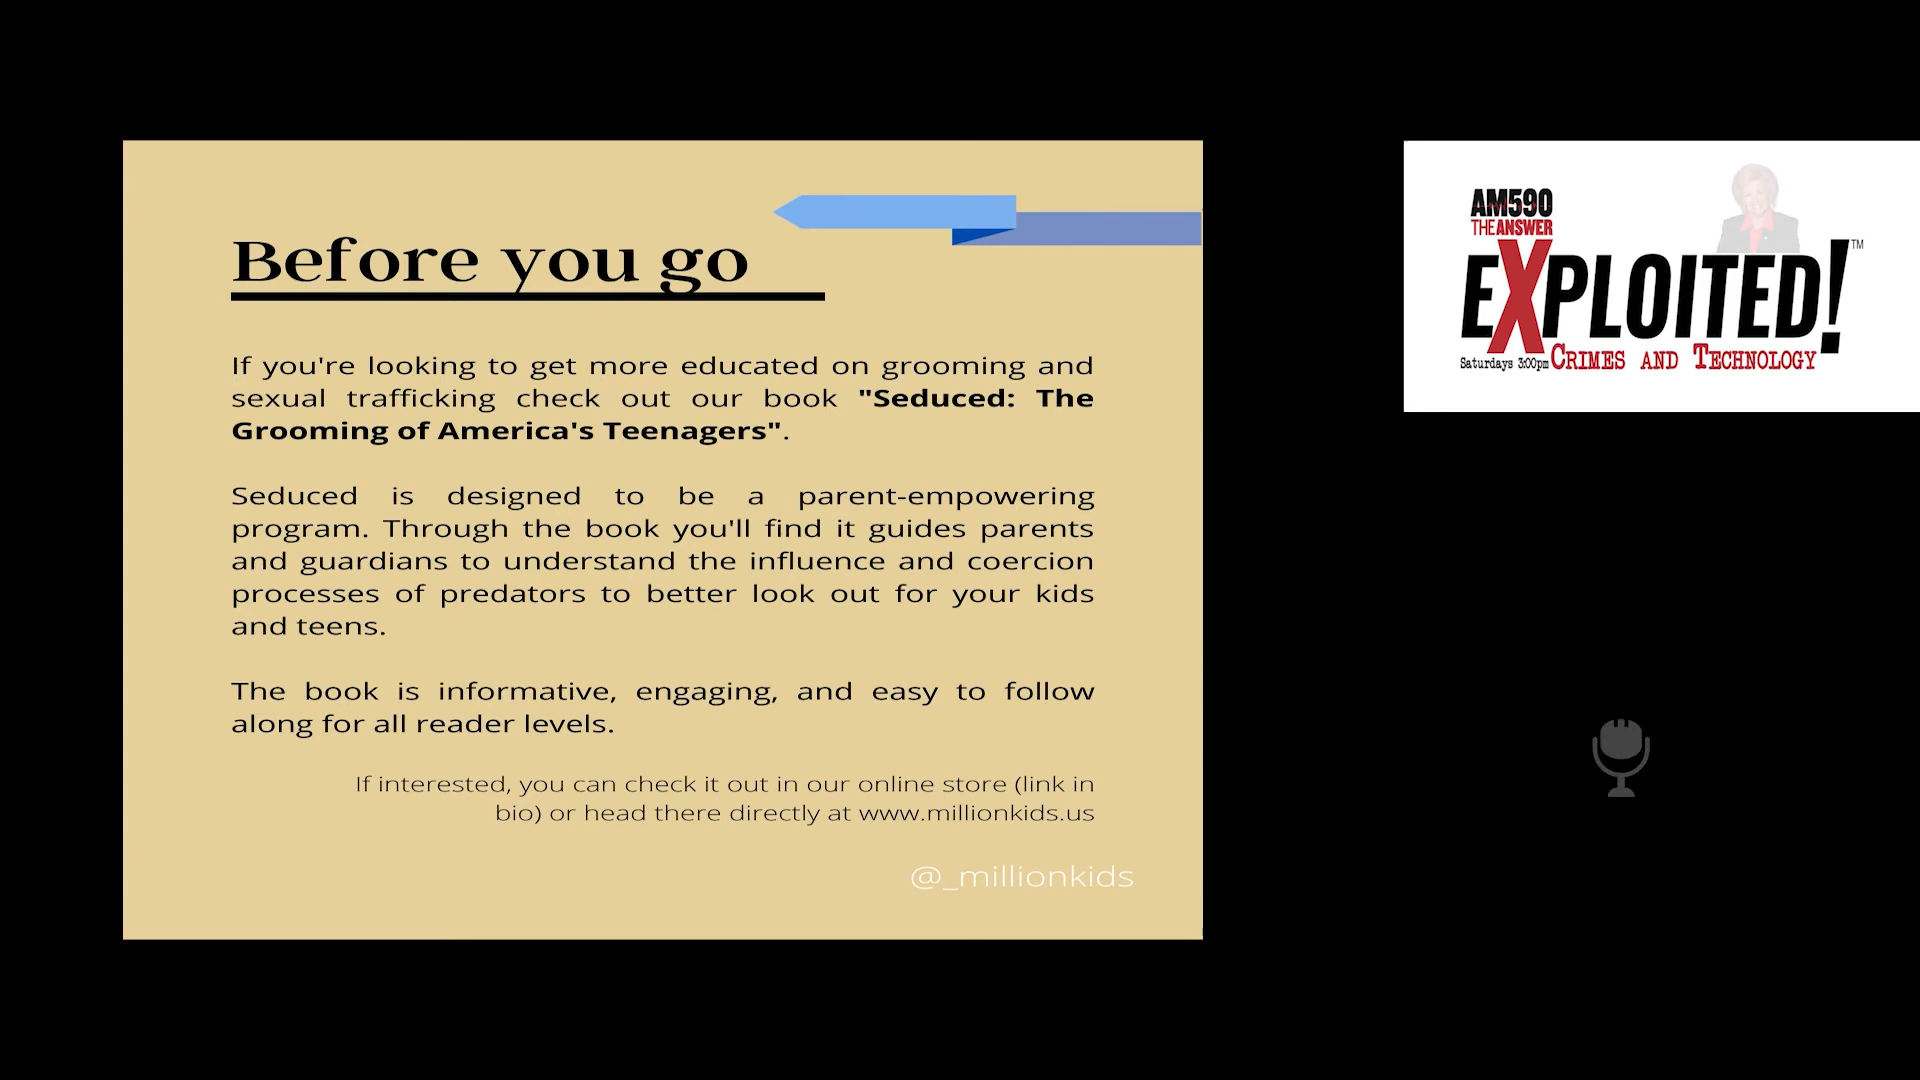 Before you go
If you're looking to get more educated on grooming and
sexual trafficking check out our book "Seduced: The
Grooming of America's Teenagers".
Seduced is designed to be a parent-empowering
program. Through the book you'll find it guides parents
and guardians to understand the influence and coercion
processes of predators to better look out for your kids
and teens.
The book is informative, engaging, and easy to follow
along for all reader levels.
If interested, you can check it out in our online store (link in
bio) or head there directly at www.millionkids.us
@_millionkids
AM590
THE ANSWER
EXPLOITED! TM
Saturdays 3:00pm CRIMES AND TECHNOLOGY